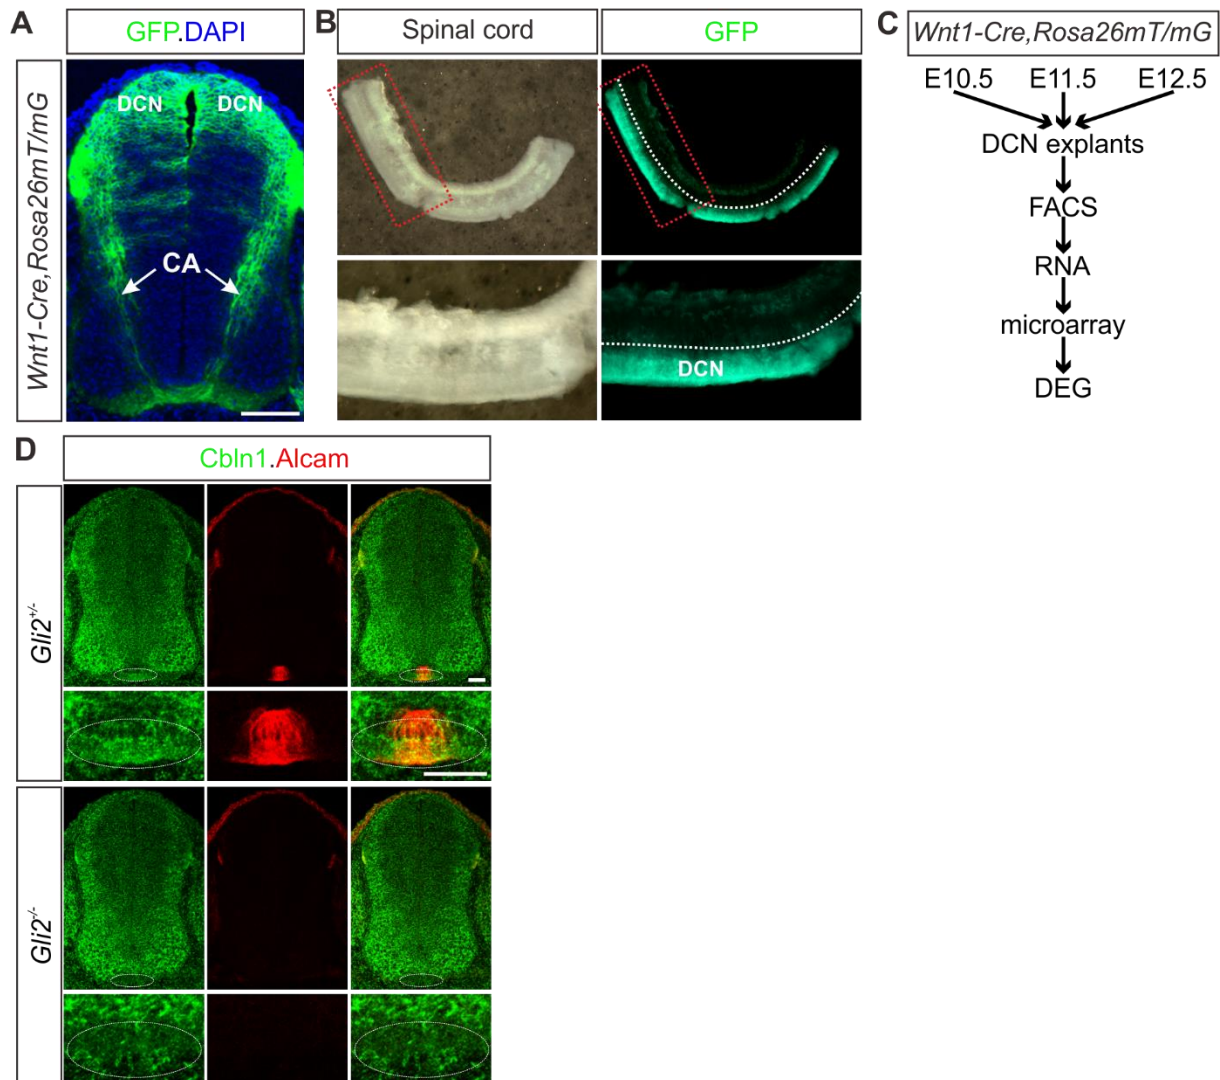 A
GFP.DAPI
Wnt1-Cre,Rosa26mT/mG
DCN
DCN
CA
B
Spinal cord
GFP
DCN
C
Wnt1-Cre,Rosa26mT/mG
E10.5 E11.5 E12.5
DCN explants
FACS
RNA
microarray
DEG
D
Cbln1.Alcam
Gli2+/-
Gli2-/-